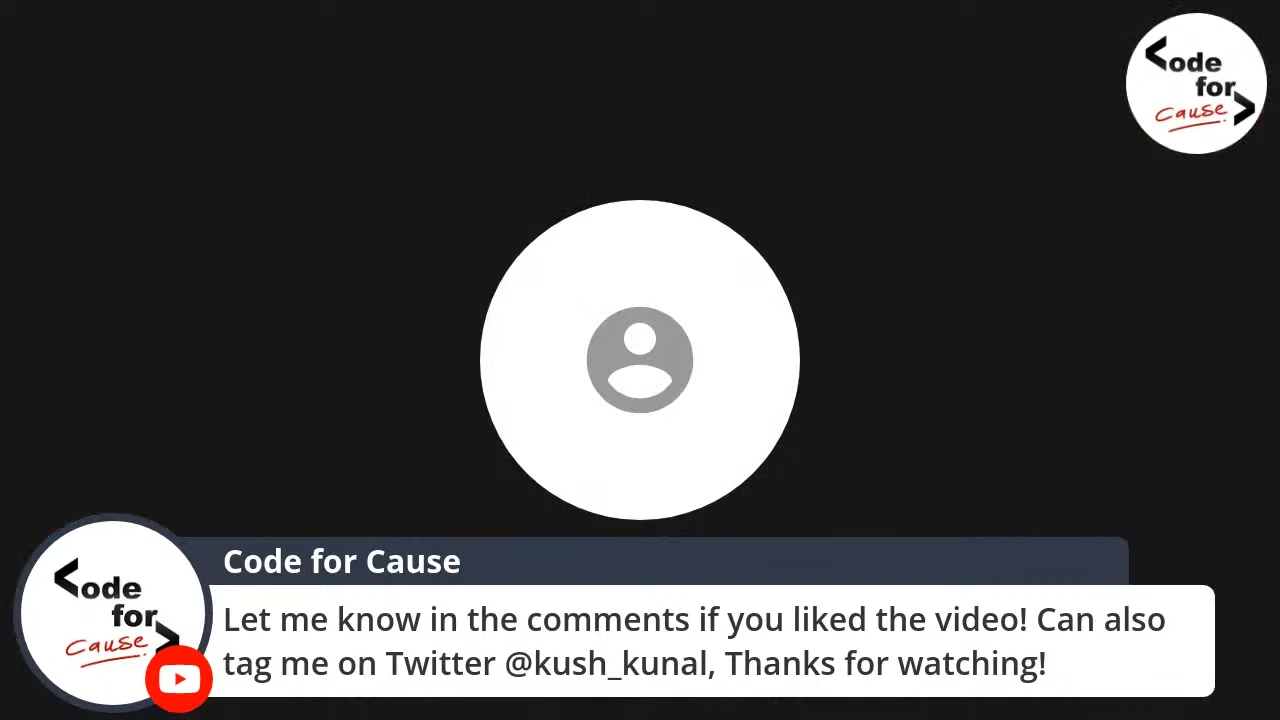 <ode
for
Cause>
Code for Cause
<ode
for
Cause>
Let me know in the comments if you liked the video! Can also
tag me on Twitter @kush_kunal, Thanks for watching!